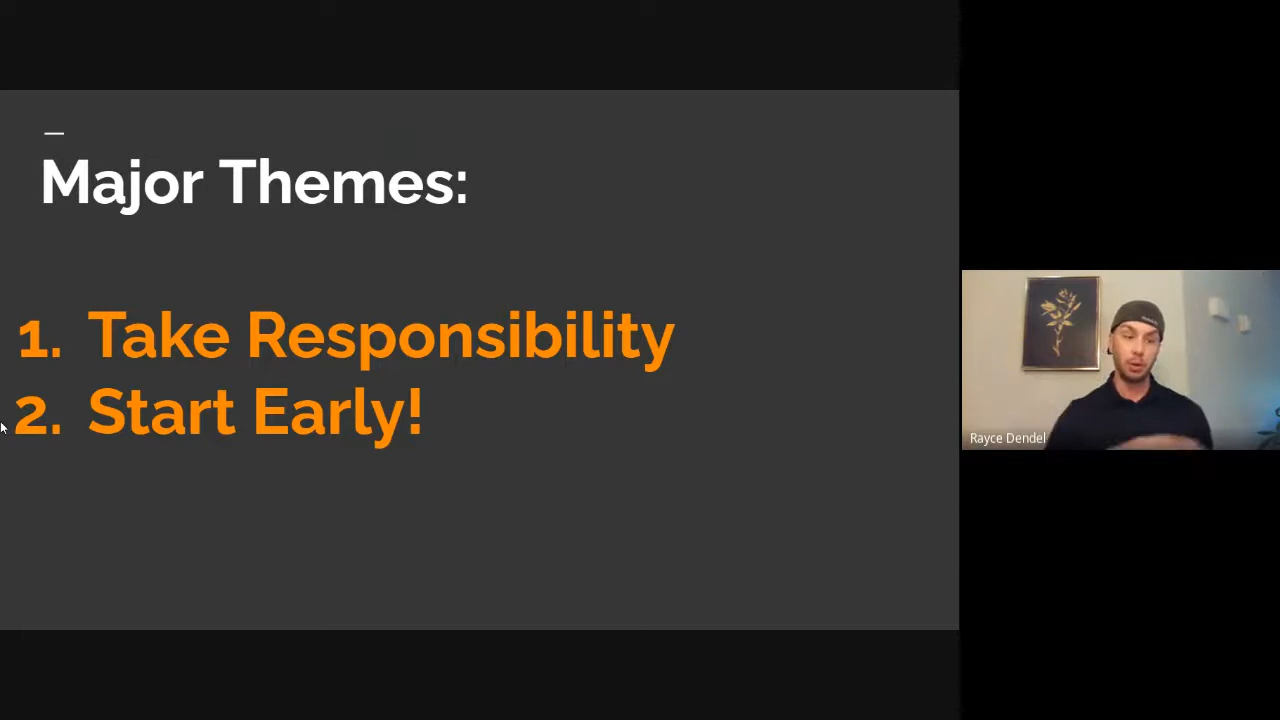 Major Themes:
1. Take Responsibility
2. Start Early!
Rayce Dendel